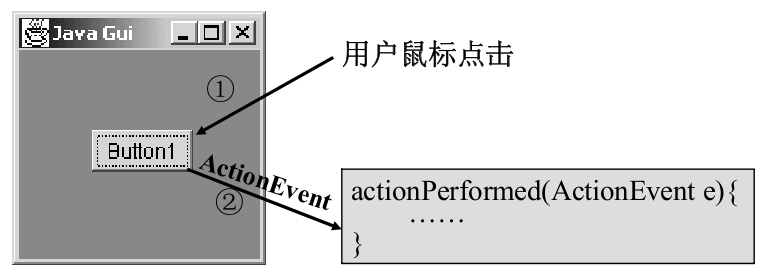 Java Gui
用户鼠标点击
①
Button1
ActionEvent
②
actionPerformed(ActionEvent e){
……
}